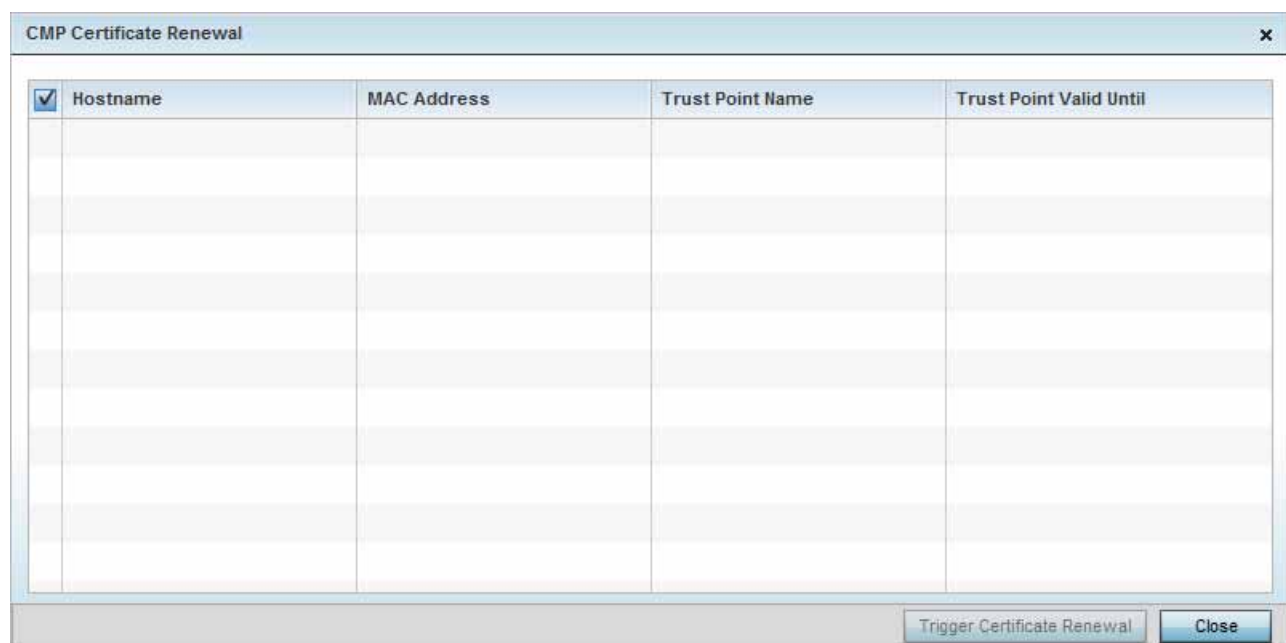 CMP Certificate Renewal
Hostname MAC Address Trust Point Name Trust Point Valid Until
Trigger Certificate Renewal Close